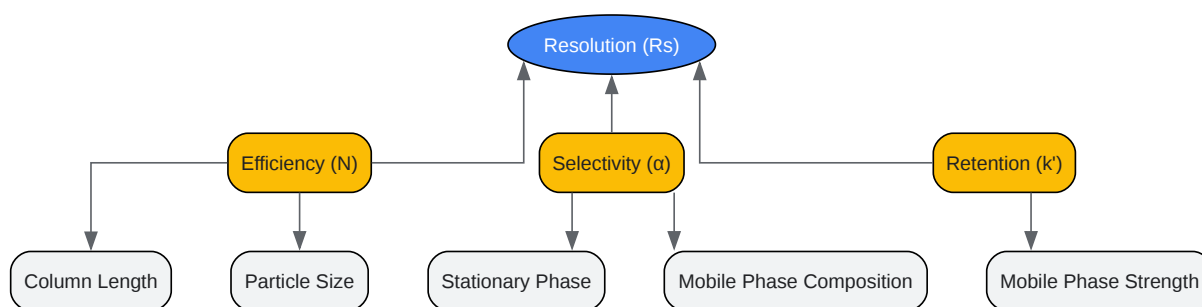 Resolution (Rs)
Efficiency (N)
Selectivity (α)
Retention (k')
Column Length
Particle Size
Stationary Phase
Mobile Phase Composition
Mobile Phase Strength